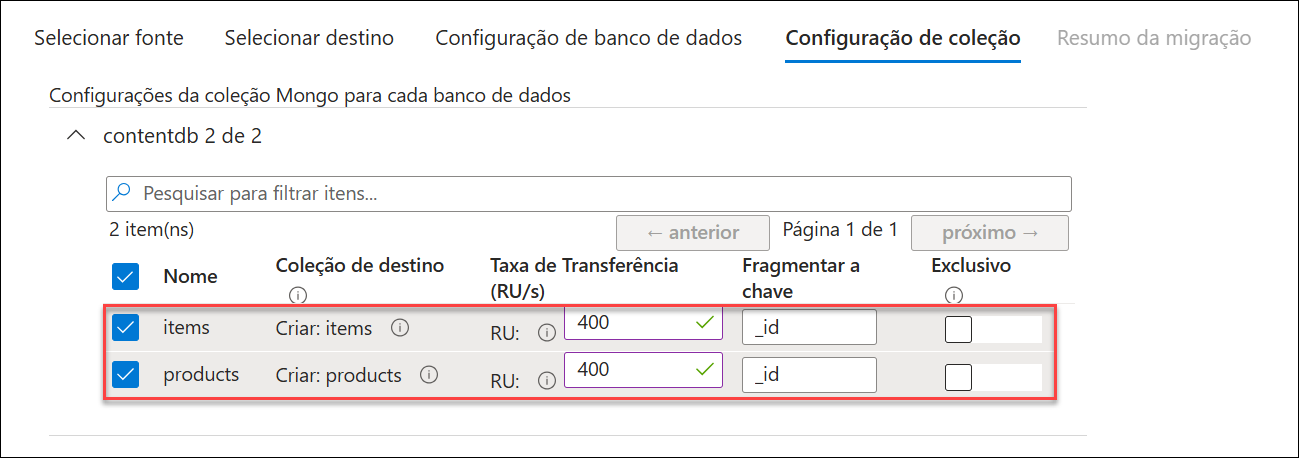 Selecionar fonte Selecionar destino Configuração de banco de dados Configuração de coleção Resumo da migração
Configurações da coleção Mongo para cada banco de dados
contentdb 2 de 2
Pesquisar para filtrar itens...
2 item(ns) ← anterior Página 1 de 1 próximo →
Nome Coleção de destino Taxa de Transferência (RU/s) Fragmentar a chave Exclusivo
items Criar: items RU: 400 _id
products Criar: products RU: 400 _id